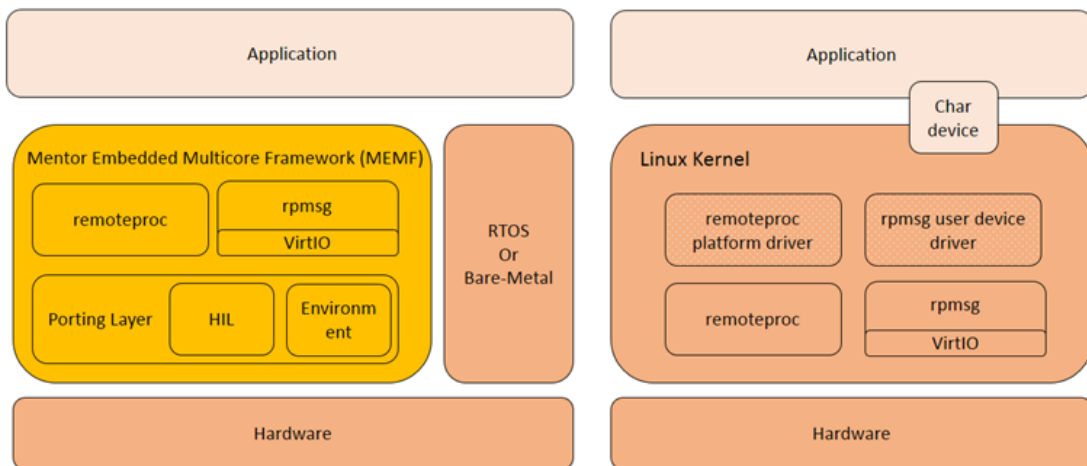 Application
Mentor Embedded Multicore Framework (MEMF)
remoteproc
rpmsg
VirtIO
Porting Layer
HIL
Environm
ent
RTOS
Or
Bare-Metal
Hardware
Application
Char
device
Linux Kernel
remoteproc
platform driver
rpmsg user device
driver
remoteproc
rpmsg
VirtIO
Hardware